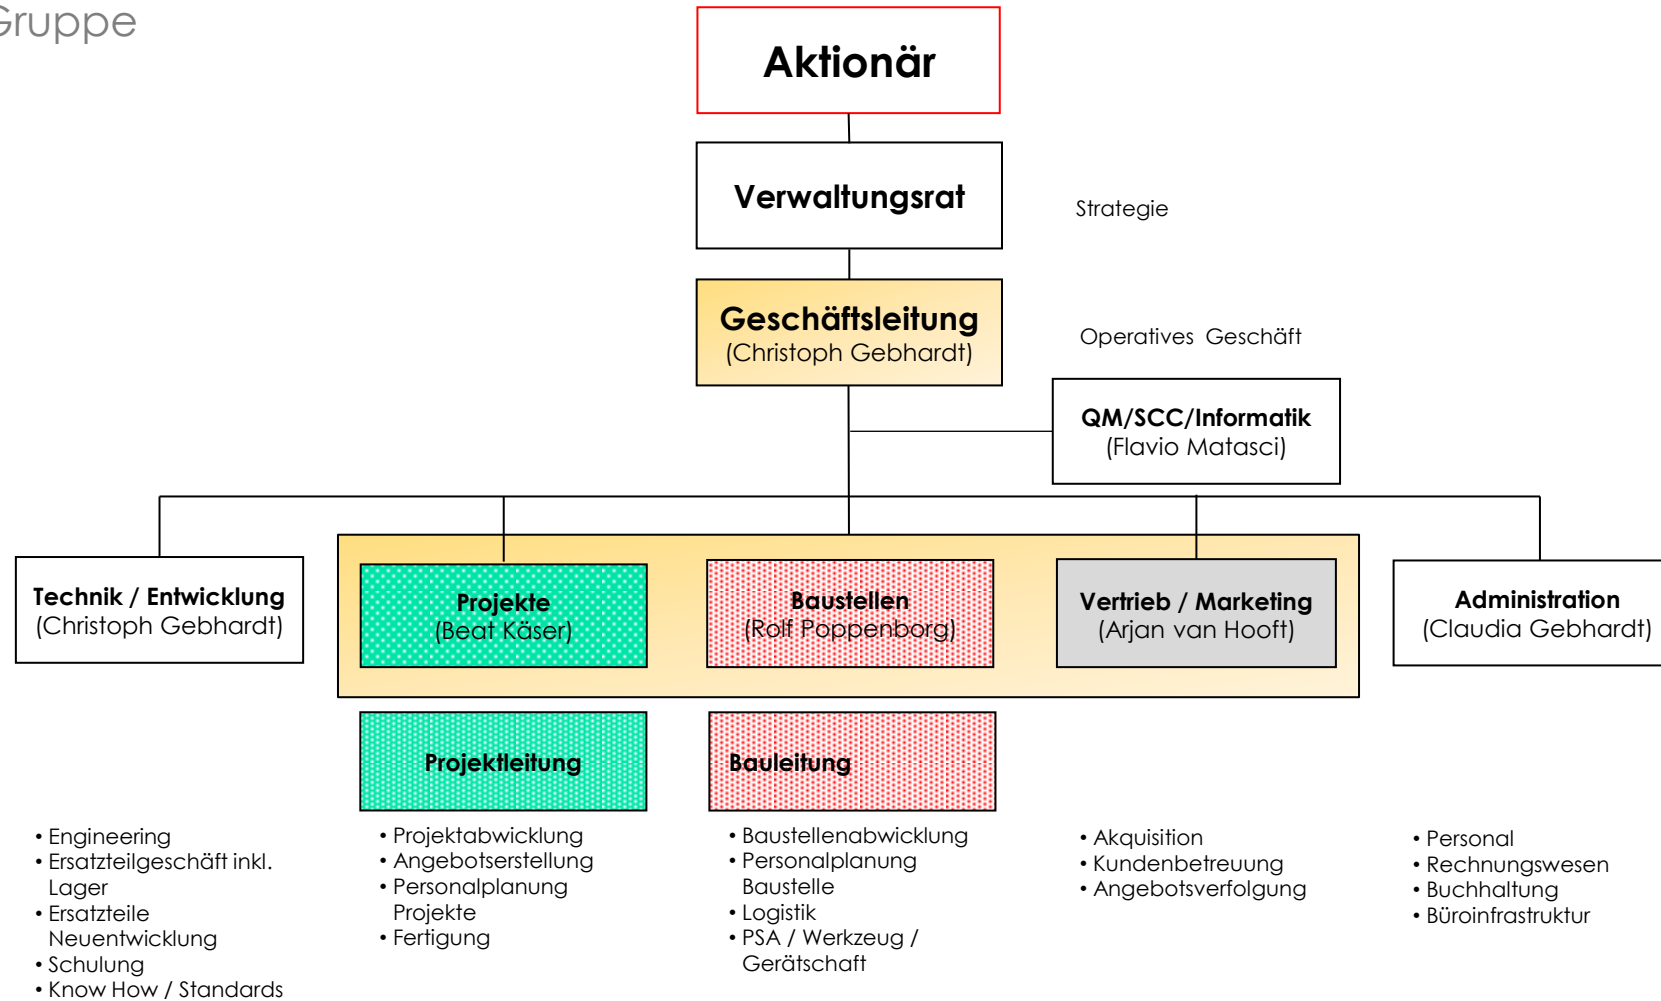 Gruppe
Aktionär
Verwaltungsrat
Strategie
Geschäftsleitung
(Christoph Gebhardt)
Operatives Geschäft
QM/SCC/Informatik
(Flavio Matasci)
Technik / Entwicklung
(Christoph Gebhardt)
Projekte
(Beat Käser)
Baustellen
(Rolf Poppenborg)
Vertrieb / Marketing
(Arjan van Hooft)
Administration
(Claudia Gebhardt)
Projektleitung
Bauleitung
• Engineering
• Ersatzteilgeschäft inkl.
Lager
• Ersatzteile
Neuentwicklung
• Schulung
• Know How / Standards
• Projektabwicklung
• Angebotserstellung
• Personalplanung
Projekte
• Fertigung
• Baustellenabwicklung
• Personalplanung
Baustelle
• Logistik
• PSA / Werkzeug /
Gerätschaft
• Akquisition
• Kundenbetreuung
• Angebotsverfolgung
• Personal
• Rechnungswesen
• Buchhaltung
• Büroinfrastruktur